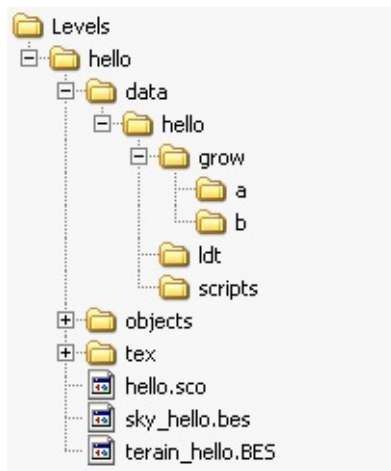 Levels
hello
data
hello
grow
a
b
ldt
scripts
objects
tex
hello.sco
sky_hello.bes
terain_hello.BES